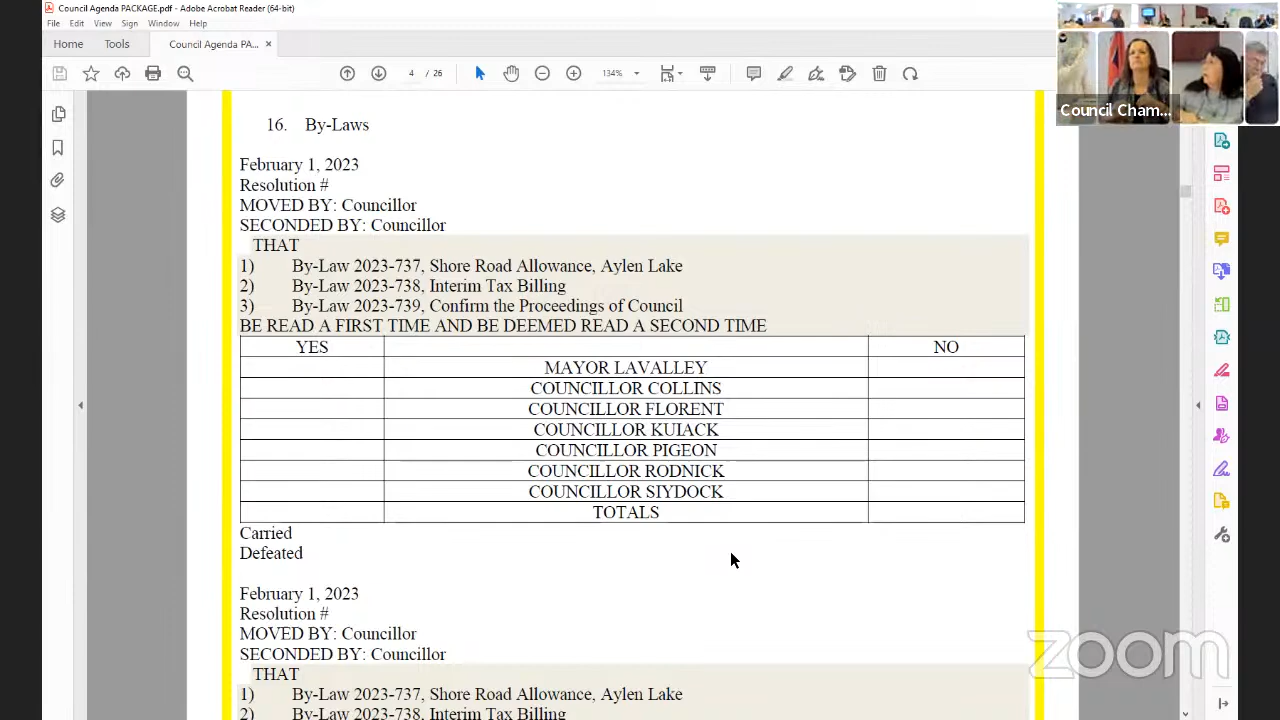 Council Agenda PACKAGE.pdf - Adobe Acrobat Reader (64-bit)
File Edit View Sign Window Help
Home Tools Council Agenda PA... ×
4 / 26 134%
Council Cham...
16. By-Laws
February 1, 2023
Resolution #
MOVED BY: Councillor
SECONDED BY: Councillor
THAT
1) By-Law 2023-737, Shore Road Allowance, Aylen Lake
2) By-Law 2023-738, Interim Tax Billing
3) By-Law 2023-739, Confirm the Proceedings of Council
BE READ A FIRST TIME AND BE DEEMED READ A SECOND TIME
YES NO
MAYOR LAVALLEY
COUNCILLOR COLLINS
COUNCILLOR FLORENT
COUNCILLOR KUIACK
COUNCILLOR PIGEON
COUNCILLOR RODNICK
COUNCILLOR SIYDOCK
TOTALS
Carried
Defeated
February 1, 2023
Resolution #
MOVED BY: Councillor
SECONDED BY: Councillor
THAT
1) By-Law 2023-737, Shore Road Allowance, Aylen Lake
2) By-Law 2023-738, Interim Tax Billing
zoom